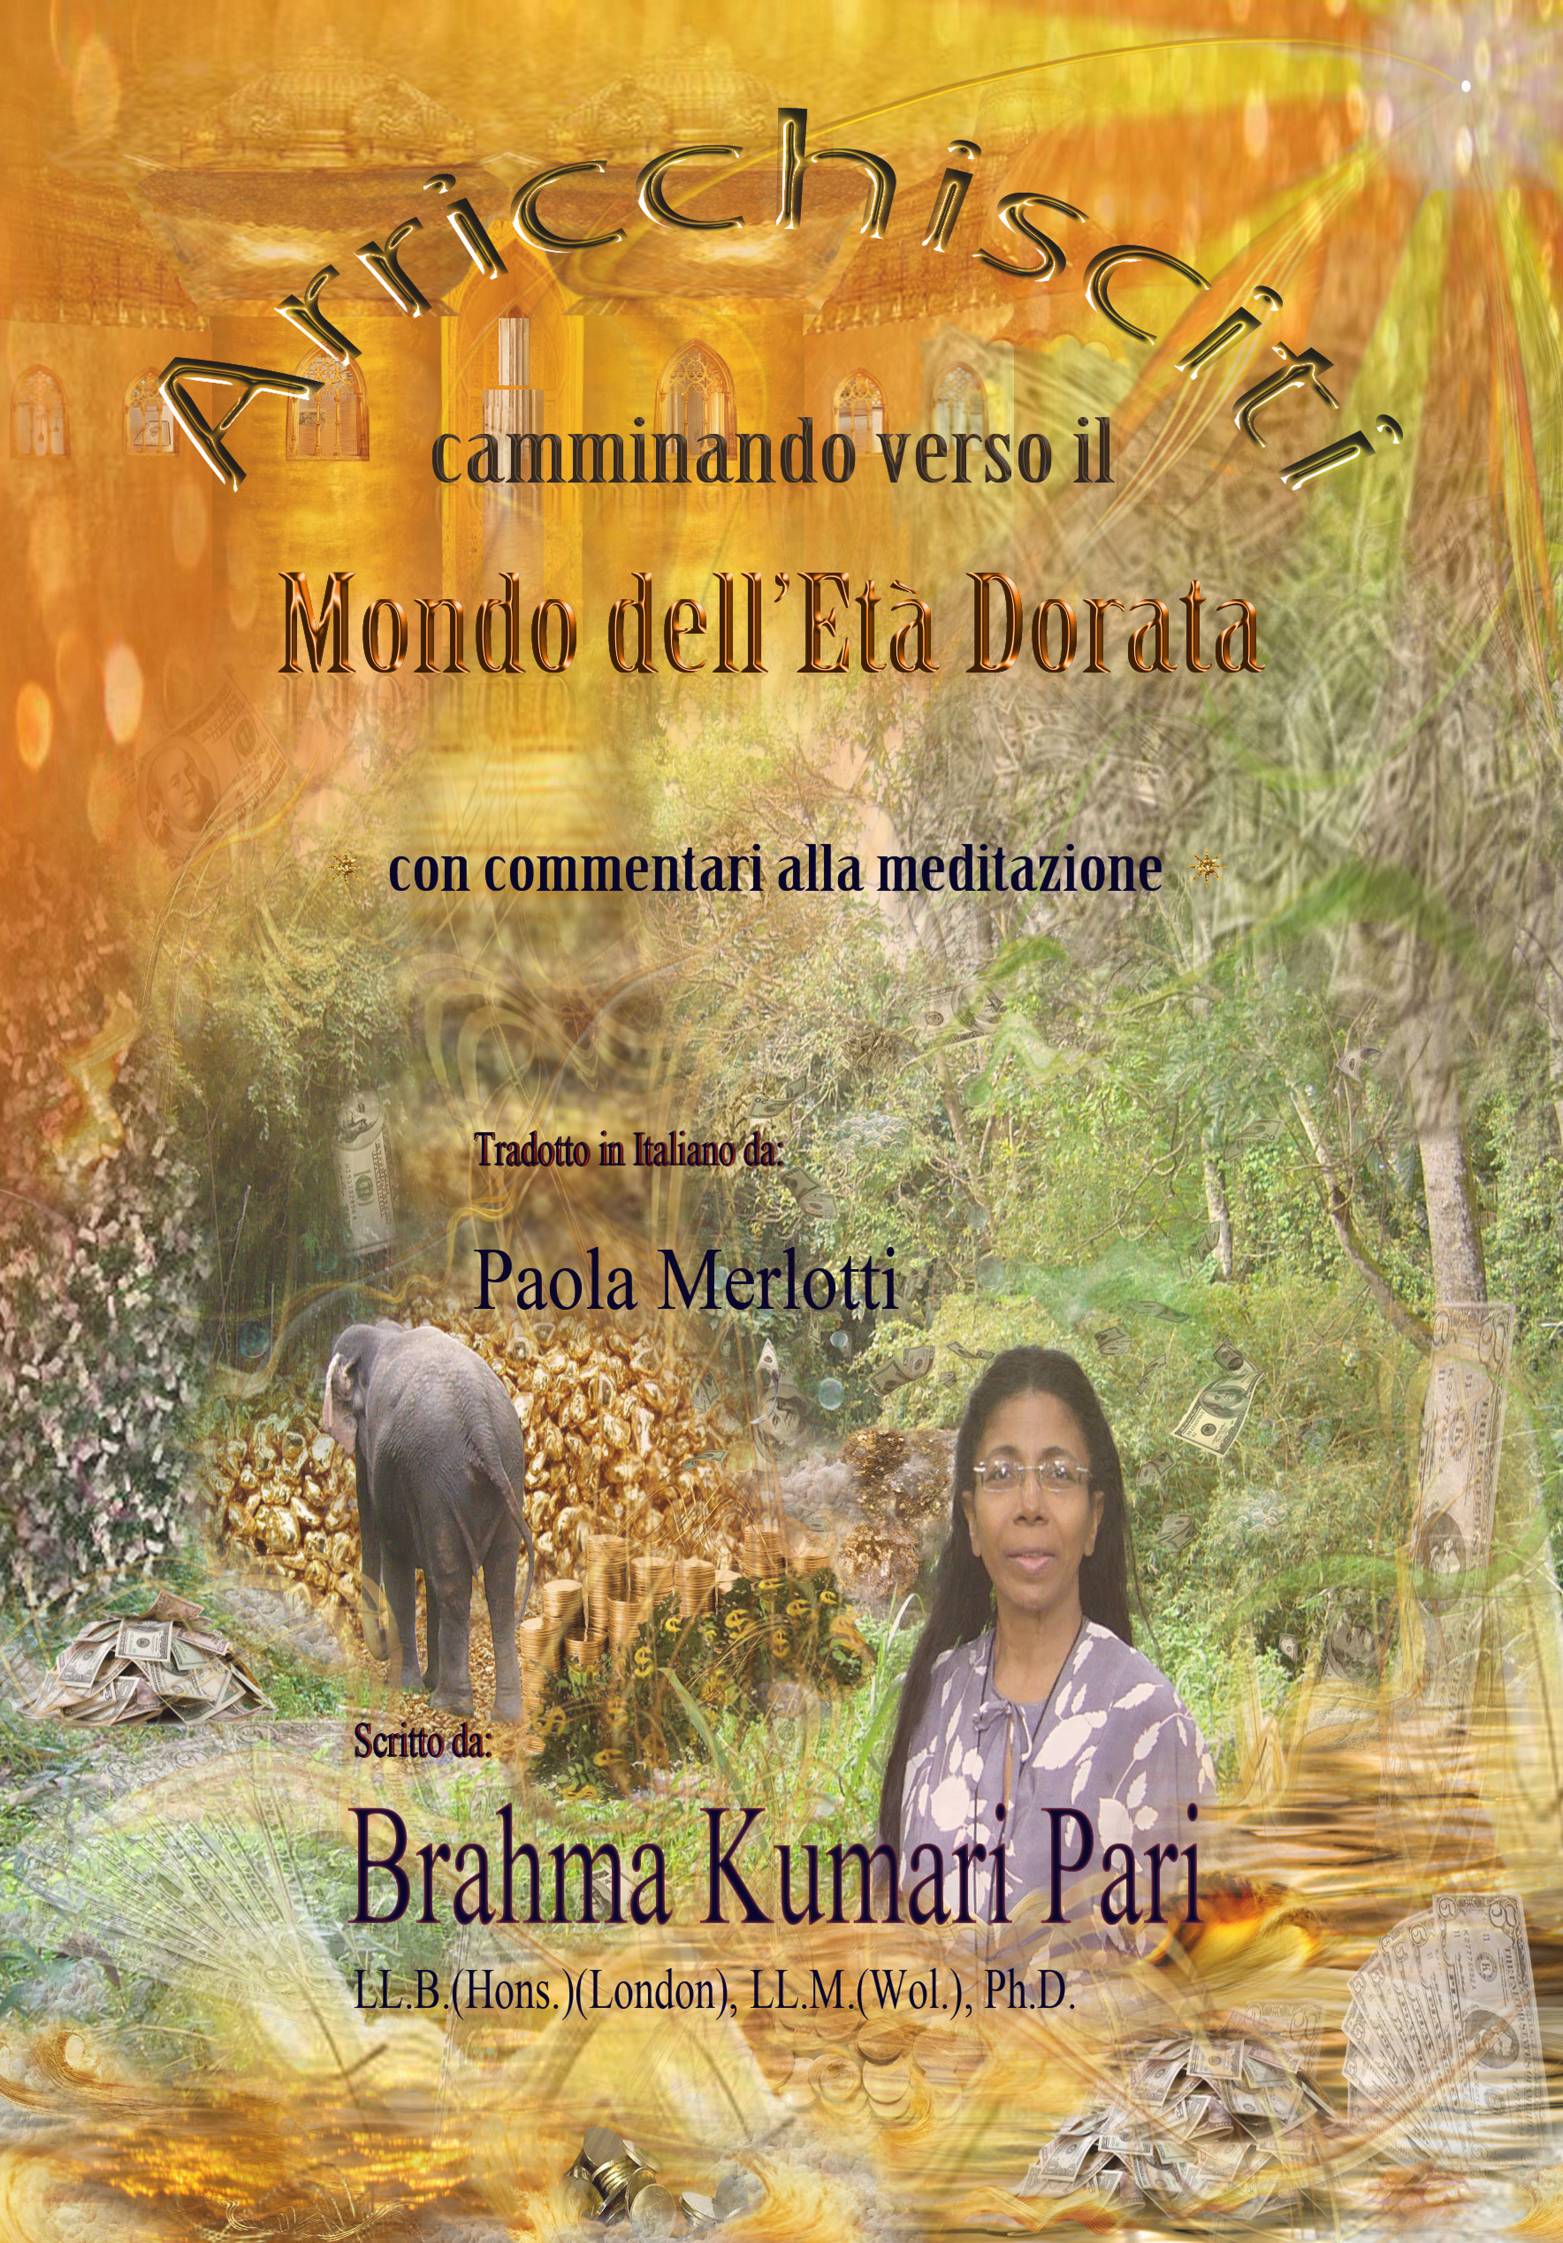 Arricchisciti
camminando verso il
Mondo dell'Età Dorata
con commentari alla meditazione
Tradotto in Italiano da:
Paola Merlotti
Scritto da:
Brahma Kumari Pari
LL.B.(Hons.)(London), LL.M.(Wol.), Ph.D.